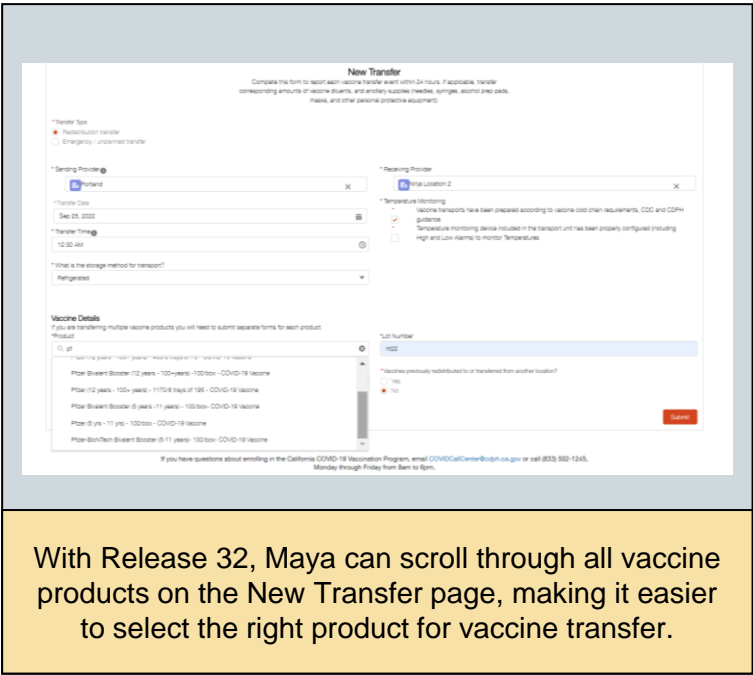 New Transfer
Complete this form to report each vaccine transfer event within 24 hours. If applicable, transfer
corresponding amounts of vaccine diluents, and ancillary supplies (needles, syringes, alcohol prep pads,
masks, and other personal protective equipment).
*Transfer Type
Redistribution transfer
Emergency / unplanned transfer
*Sending Provider
Portland
*Transfer Date
Sep 25, 2022
*Transfer Time
12:30 AM
*What is the storage method for transport?
Refrigerated
*Receiving Provider
Ninja Location 2
*Temperature Monitoring
* Vaccine transports have been prepared according to vaccine cold chain requirements, CDC and CDPH
guidance
* Temperature monitoring device included in the transport unit has been properly configured (including
High and Low Alarms) to monitor Temperatures
Vaccine Details
If you are transferring multiple vaccine products you will need to submit separate forms for each product
*Product
pf
Pfizer Bivalent Booster (12 years - 100+years) -100/box - COVID-19 Vaccine
Pfizer (12 years - 100+ years) - 1170/6 trays of 195 - COVID-19 Vaccine
Pfizer Bivalent Booster (5 years -11 years) - 100/box- COVID-19 Vaccine
Pfizer (5 yrs - 11 yrs) - 100/box - COVID-19 Vaccine
Pfizer-BioNTech Bivalent Booster (5-11 years)- 100/box- COVID-19 Vaccine
*Lot Number
*Vaccines previously redistributed to or transferred from another location?
Yes
No
Submit
If you have questions about enrolling in the California COVID-19 Vaccination Program, email COVIDCallCenter@cdph.ca.gov or call (833) 502-1245,
Monday through Friday from 8am to 6pm.
With Release 32, Maya can scroll through all vaccine
products on the New Transfer page, making it easier
to select the right product for vaccine transfer.